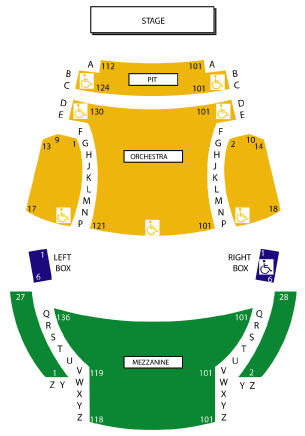 STAGE
A 112 101 A
B B
PIT
C 124 101 C
D D
E 130 101 E
F F
13 9 G G 2 10 14
H ORCHESTRA H
J J
K K
L L
M M
17 N N 18
P 121 101 P
1 LEFT BOX RIGHT BOX 1
6 6
27 28
Q 136 101 Q
R R
S S
T T
U MEZZANINE U
1 V 119 101 V 2
Z Y W W Y Z
X X
Y Y
Z 118 101 Z